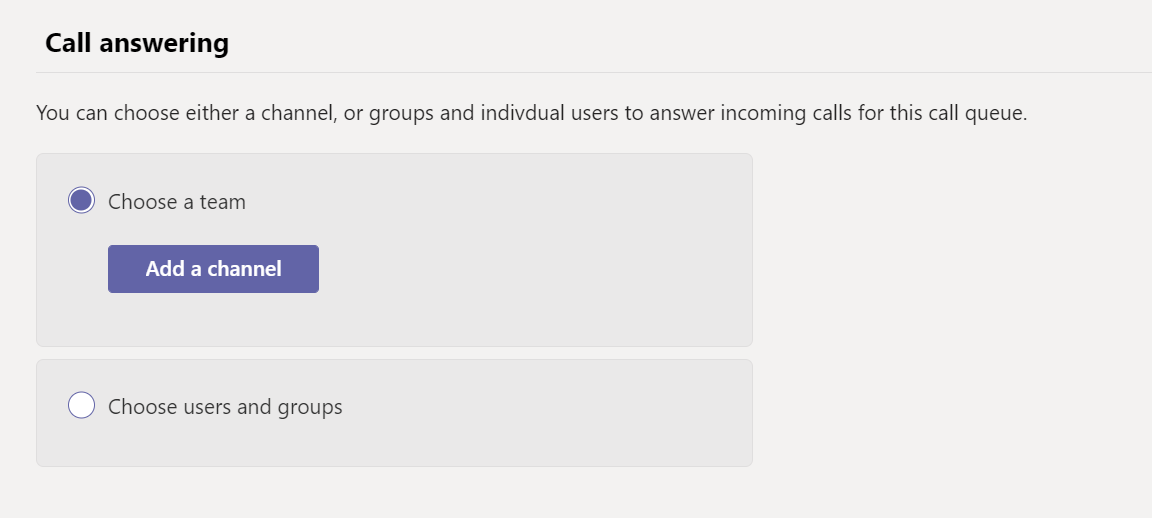 Call answering
You can choose either a channel, or groups and indivdual users to answer incoming calls for this call queue.
Choose a team
Add a channel
Choose users and groups